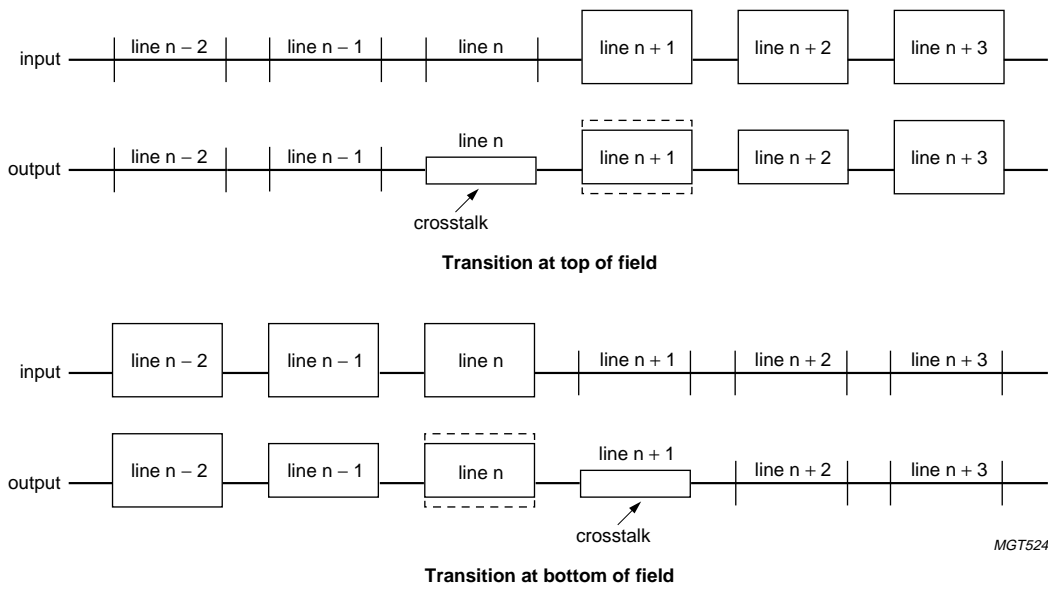 input line n − 2 line n − 1 line n line n + 1 line n + 2 line n + 3
output line n − 2 line n − 1 line n line n + 1 line n + 2 line n + 3
crosstalk
Transition at top of field
input line n − 2 line n − 1 line n line n + 1 line n + 2 line n + 3
output line n − 2 line n − 1 line n line n + 1 line n + 2 line n + 3
crosstalk
MGT524
Transition at bottom of field